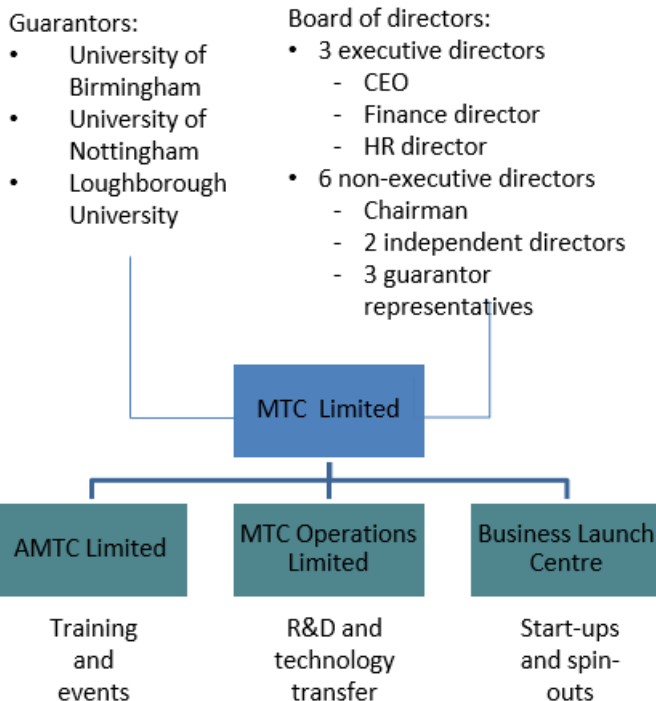 Guarantors:
• University of
Birmingham
• University of
Nottingham
• Loughborough
University
Board of directors:
• 3 executive directors
- CEO
- Finance director
- HR director
• 6 non-executive directors
- Chairman
- 2 independent directors
- 3 guarantor
representatives
MTC Limited
AMTC Limited
MTC Operations
Limited
Business Launch
Centre
Training
and
events
R&D and
technology
transfer
Start-ups
and spin-
outs